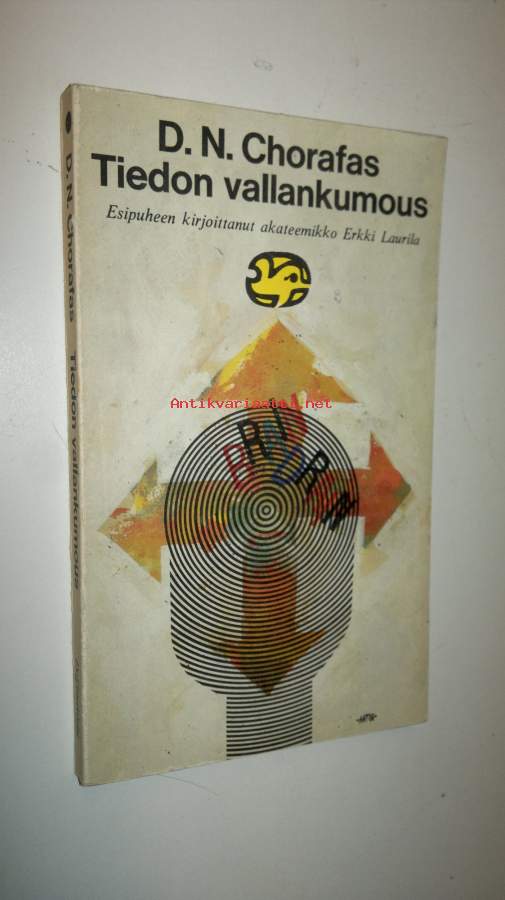 D. N. Chorafas
Tiedon vallankumous
Esipuheen kirjoittanut akateemikko Erkki Laurila
Antikvariaatti.net
D. N. Chorafas Tiedon vallankumous